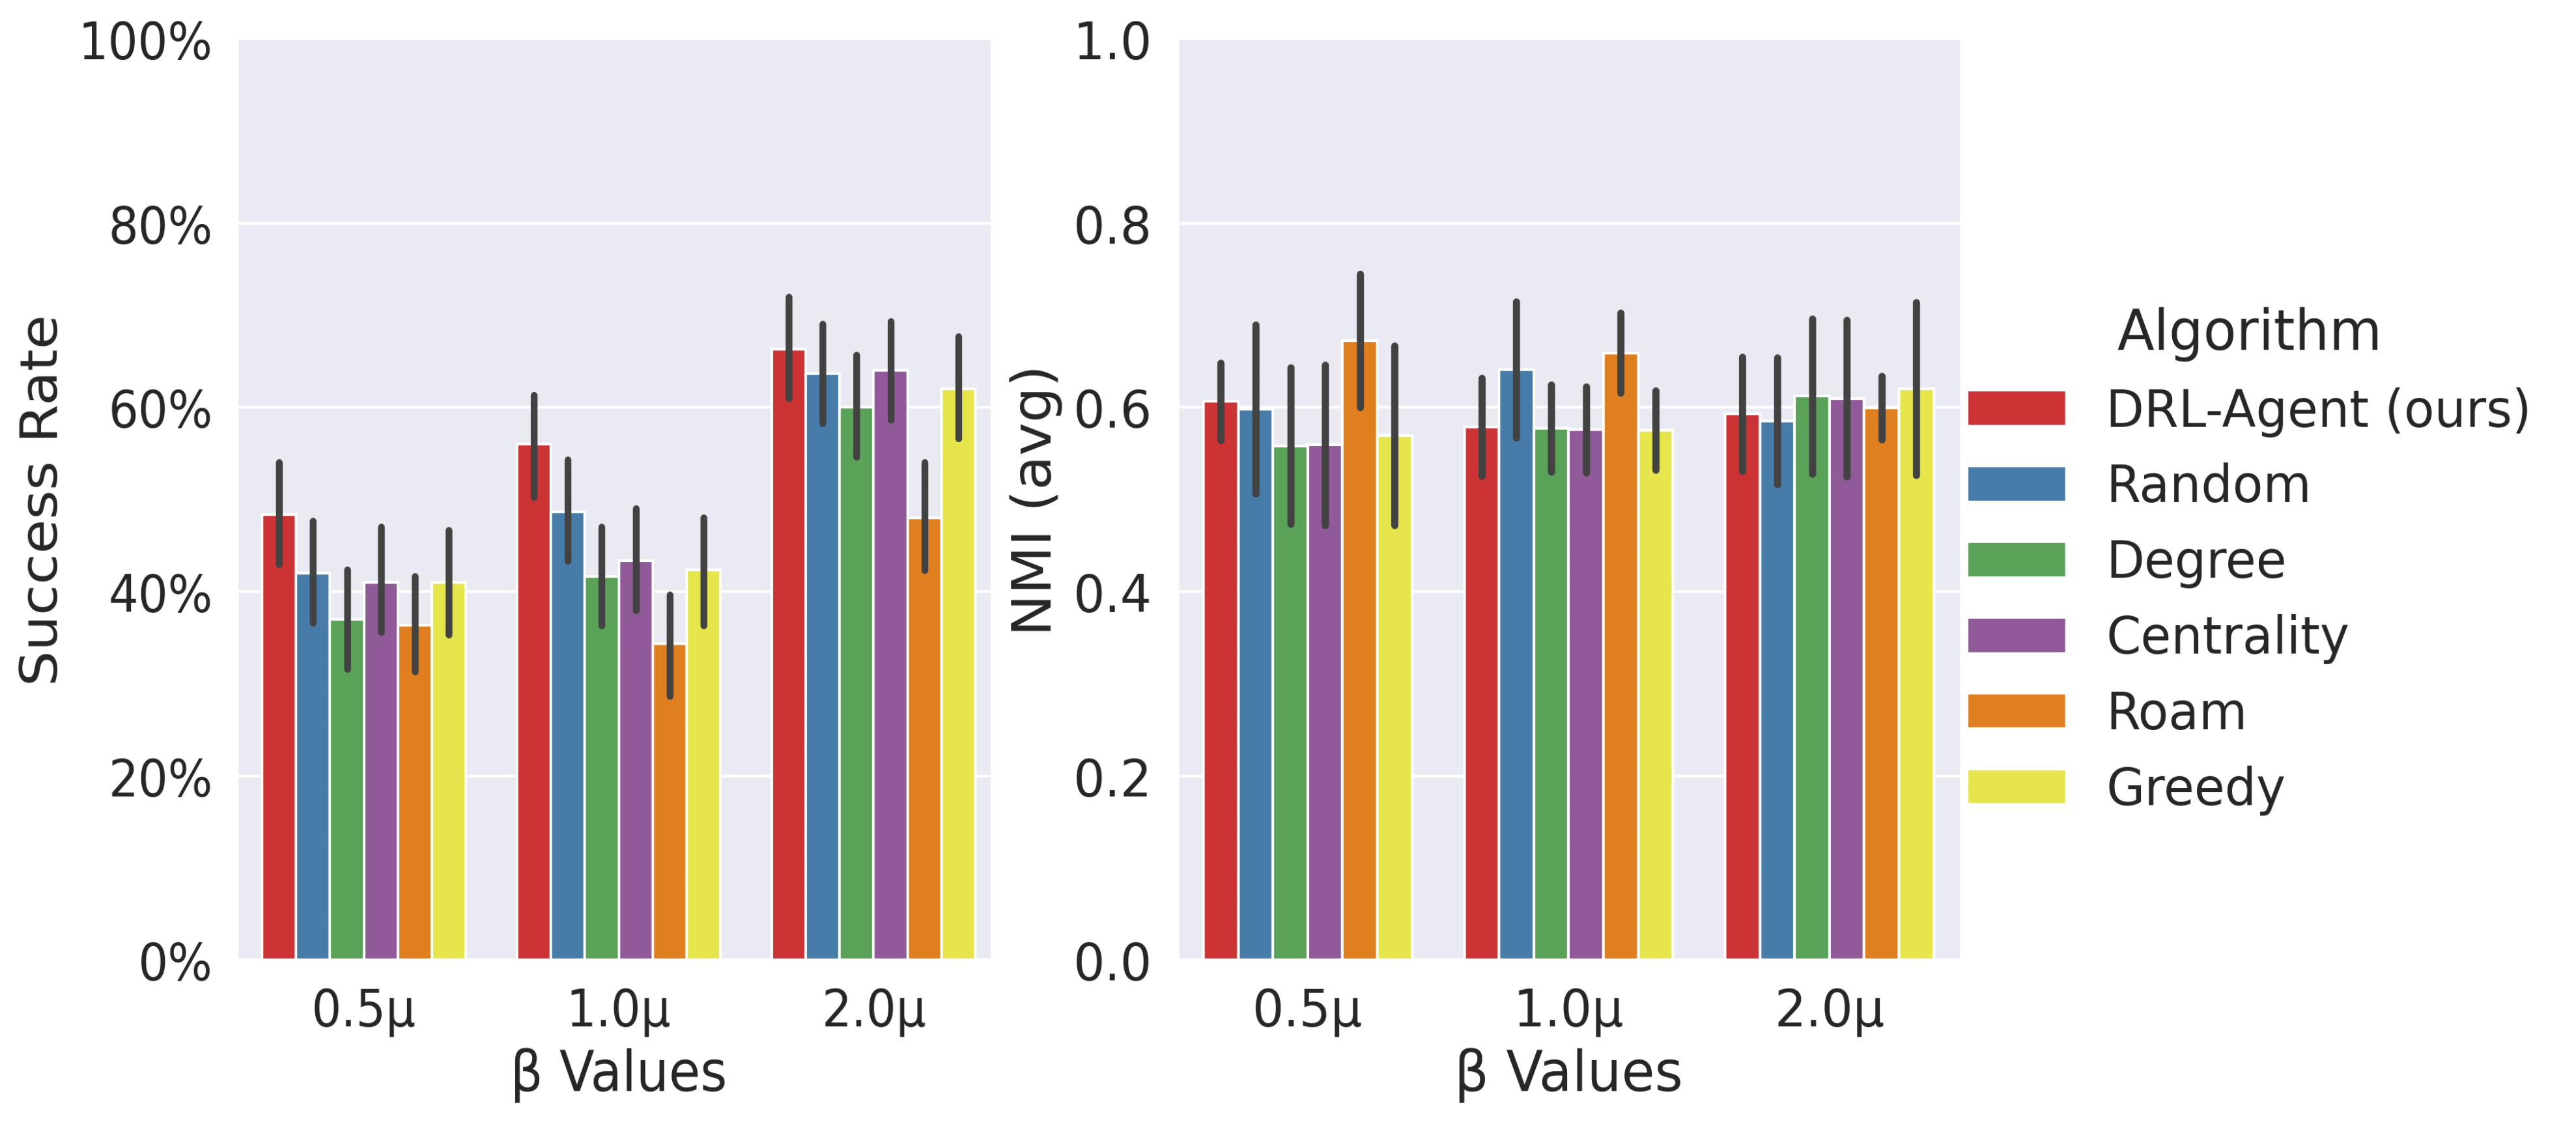 Success Rate
100%
80%
60%
40%
20%
0%
0.5μ 1.0μ 2.0μ
β Values
NMI (avg)
1.0
0.8
0.6
0.4
0.2
0.0
0.5μ 1.0μ 2.0μ
β Values
Algorithm
DRL-Agent (ours)
Random
Degree
Centrality
Roam
Greedy